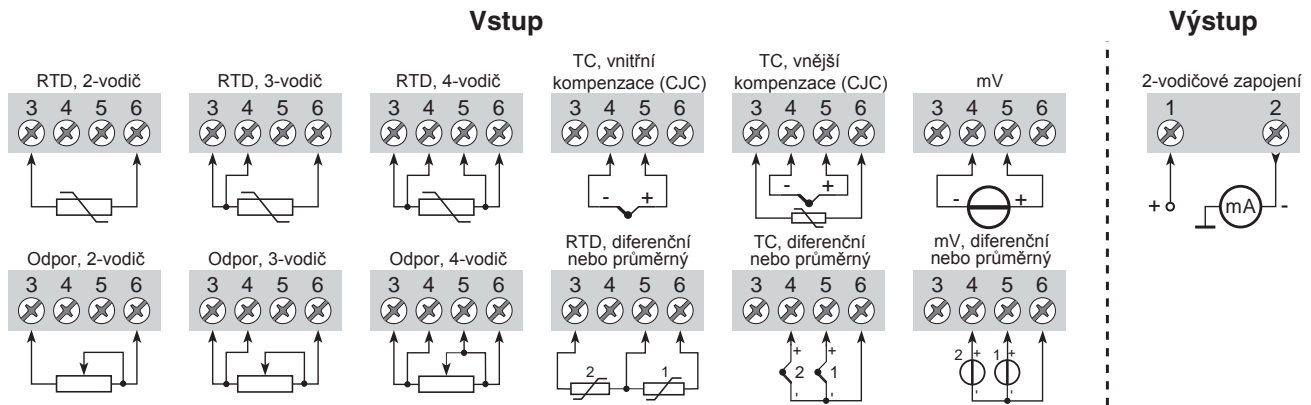 Vstup
Výstup
RTD, 2-vodič
RTD, 3-vodič
RTD, 4-vodič
TC, vnitřní
kompenzace (CJC)
TC, vnější
kompenzace (CJC)
mV
2-vodičové zapojení
3 4 5 6
3 4 5 6
3 4 5 6
3 4 5 6
3 4 5 6
3 4 5 6
1 2
- +
- +
- +
+ mA -
Odpor, 2-vodič
Odpor, 3-vodič
Odpor, 4-vodič
RTD, diferenční
nebo průměrný
TC, diferenční
nebo průměrný
mV, diferenční
nebo průměrný
3 4 5 6
3 4 5 6
3 4 5 6
3 4 5 6
3 4 5 6
3 4 5 6
2 1
+ +
2 1
- -
2 + 1 +
- -